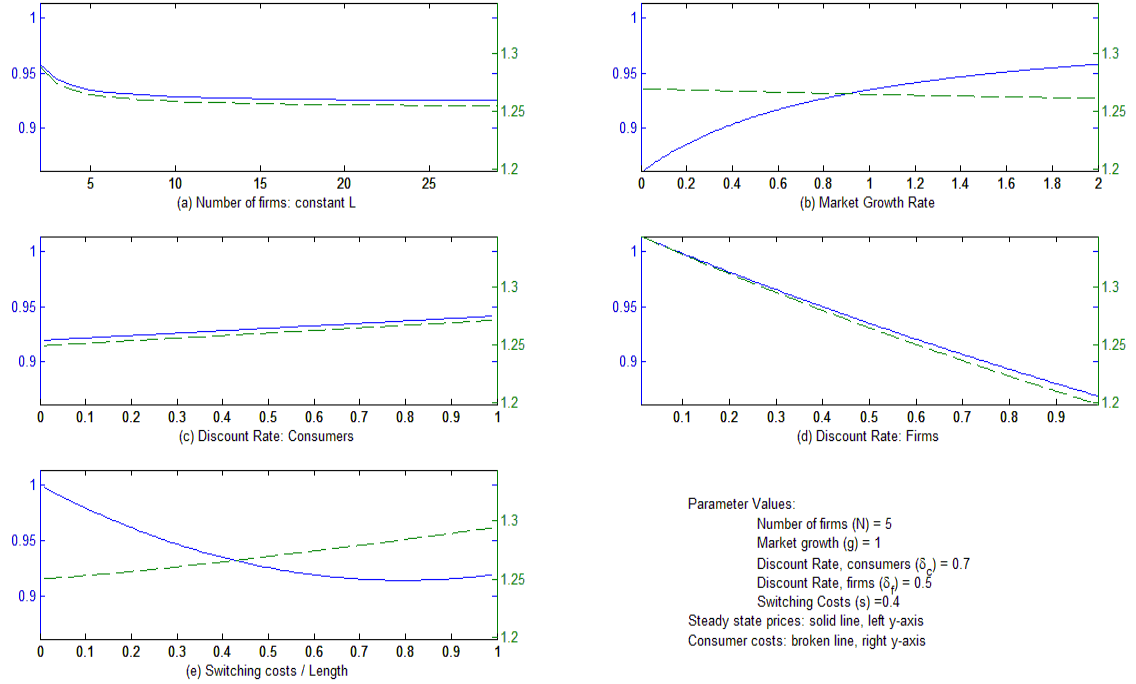 1
0.95
0.9
1.3
1.25
1.2
5 10 15 20 25
(a) Number of firms: constant L
1
0.95
0.9
1.3
1.25
1.2
0 0.2 0.4 0.6 0.8 1 1.2 1.4 1.6 1.8 2
(b) Market Growth Rate
1
0.95
0.9
1.3
1.25
1.2
0 0.1 0.2 0.3 0.4 0.5 0.6 0.7 0.8 0.9 1
(c) Discount Rate: Consumers
1
0.95
0.9
1.3
1.25
1.2
0.1 0.2 0.3 0.4 0.5 0.6 0.7 0.8 0.9
(d) Discount Rate: Firms
1
0.95
0.9
1.3
1.25
1.2
0 0.1 0.2 0.3 0.4 0.5 0.6 0.7 0.8 0.9 1
(e) Switching costs / Length
Parameter Values:
Number of firms (N) = 5
Market growth (g) = 1
Discount Rate, consumers (δc) = 0.7
Discount Rate, firms (δf) = 0.5
Switching Costs (s) =0.4
Steady state prices: solid line, left y-axis
Consumer costs: broken line, right y-axis